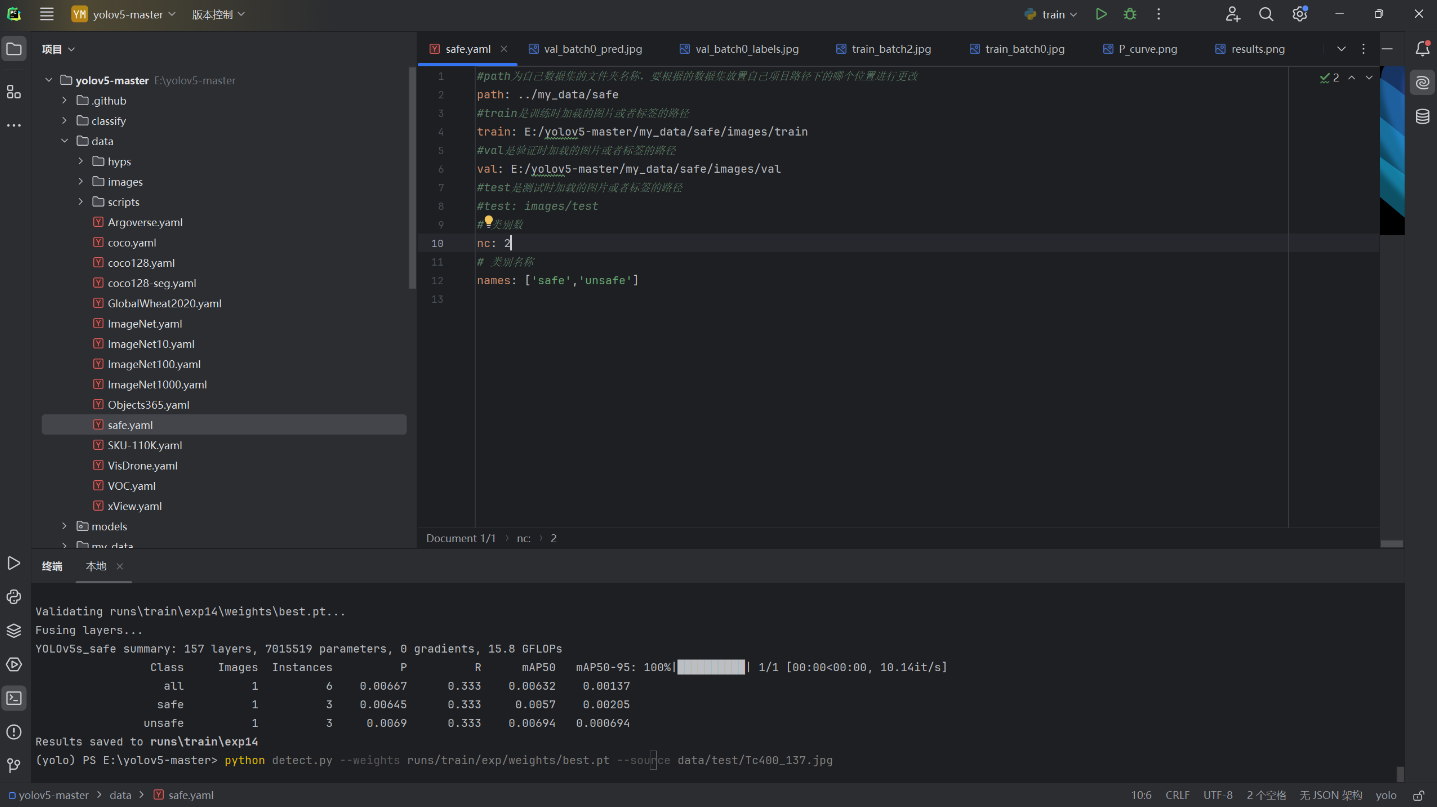 YM yolov5-master 版本控制 train
项目
yolov5-master E:\yolov5-master
.github
classify
data
hyps
images
scripts
Argoverse.yaml
coco.yaml
coco128.yaml
coco128-seg.yaml
GlobalWheat2020.yaml
ImageNet.yaml
ImageNet10.yaml
ImageNet100.yaml
ImageNet1000.yaml
Objects365.yaml
safe.yaml
SKU-110K.yaml
VisDrone.yaml
VOC.yaml
xView.yaml
models
my_data
safe.yaml val_batch0_pred.jpg val_batch0_labels.jpg train_batch2.jpg train_batch0.jpg P_curve.png results.png
1 #path为自己数据集的文件夹名称，要根据的数据集放置自己项目路径下的哪个位置进行更改
2
2 path: ../my_data/safe
3 #train是训练时加载的图片或者标签的路径
4 train: E:/yolov5-master/my_data/safe/images/train
5 #val是验证时加载的图片或者标签的路径
6 val: E:/yolov5-master/my_data/safe/images/val
7 #test是测试时加载的图片或者标签的路径
8 #test: images/test
9 # 类别数
10 nc: 2
11 # 类别名称
12 names: ['safe','unsafe']
13
Document 1/1 nc: 2
终端 本地
Validating runs\train\exp14\weights\best.pt...
Fusing layers...
YOLOv5s_safe summary: 157 layers, 7015519 parameters, 0 gradients, 15.8 GFLOPs
Class Images Instances P R mAP50 mAP50-95: 100%|██████████| 1/1 [00:00<00:00, 10.14it/s]
all 1 6 0.00667 0.333 0.00632 0.00137
safe 1 3 0.00645 0.333 0.0057 0.00205
unsafe 1 3 0.0069 0.333 0.00694 0.000694
Results saved to runs\train\exp14
(yolo) PS E:\yolov5-master> python detect.py --weights runs/train/exp/weights/best.pt --source data/test/Tc400_137.jpg
yolov5-master > data > safe.yaml 10:6 CRLF UTF-8 2 个空格 无 JSON 架构 yolo